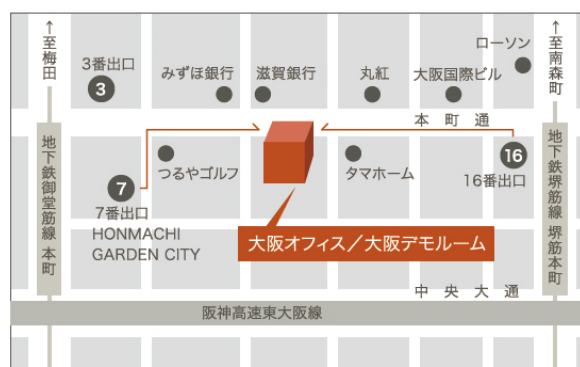 ↑至梅田
3番出口
3
みずほ銀行
滋賀銀行
丸紅
大阪国際ビル
ローソン
↑至南森町
本町通
地下鉄御堂筋線 本町
7
7番出口
HONMACHI
GARDEN CITY
つるやゴルフ
タマホーム
16
16番出口
地下鉄堺筋線 堺筋本町
大阪オフィス／大阪デモルーム
中央大通
阪神高速東大阪線